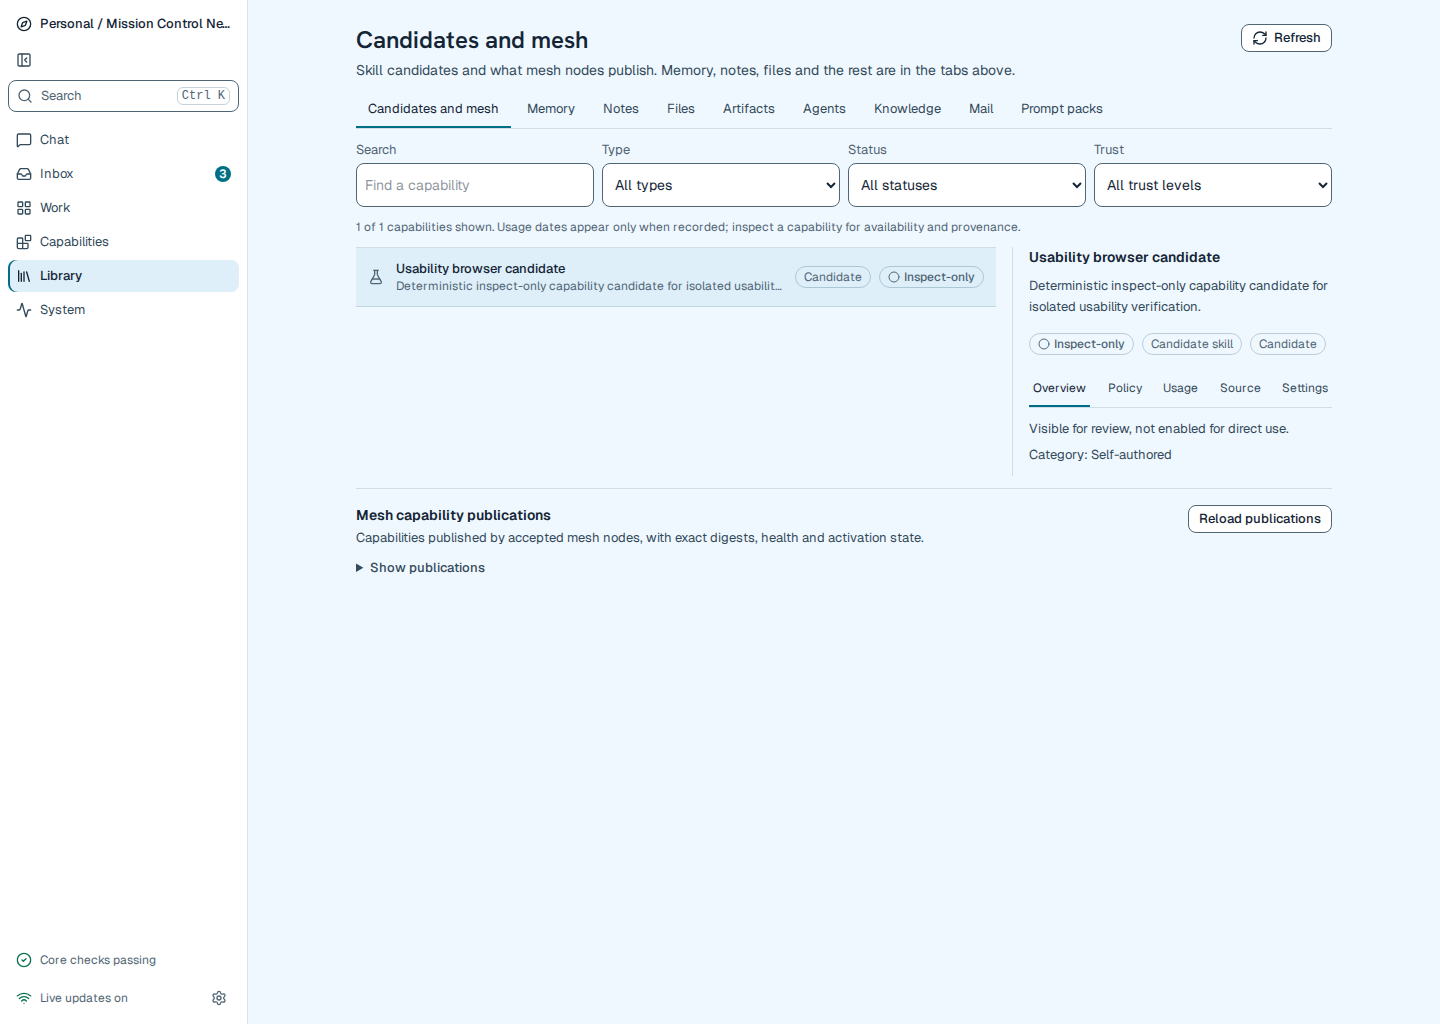 Personal / Mission Control Ne…
Search
Ctrl K
Chat
Inbox
3
Work
Capabilities
Library
System
Core checks passing
Live updates on
Candidates and mesh
Refresh
Skill candidates and what mesh nodes publish. Memory, notes, files and the rest are in the tabs above.
Candidates and mesh
Memory
Notes
Files
Artifacts
Agents
Knowledge
Mail
Prompt packs
Search
Type
Status
Trust
Find a capability
All types
All statuses
All trust levels
1 of 1 capabilities shown. Usage dates appear only when recorded; inspect a capability for availability and provenance.
Usability browser candidate
Deterministic inspect-only capability candidate for isolated usabilit…
Candidate
Inspect-only
Usability browser candidate
Deterministic inspect-only capability candidate for
isolated usability verification.
Inspect-only
Candidate skill
Candidate
Overview
Policy
Usage
Source
Settings
Visible for review, not enabled for direct use.
Category: Self-authored
Mesh capability publications
Reload publications
Capabilities published by accepted mesh nodes, with exact digests, health and activation state.
Show publications